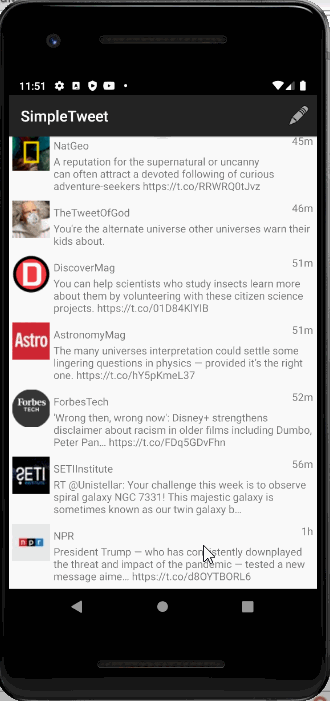 11:51
SimpleTweet
NatGeo 45m
A reputation for the supernatural or uncanny
can often attract a devoted following of curious
adventure-seekers https://t.co/RRWRQ0tJvz
TheTweetOfGod 46m
You're the alternate universe other universes warn their
kids about.
D
DiscoverMag 51m
You can help scientists who study insects learn more
about them by volunteering with these citizen science
projects. https://t.co/01D84KlYIB
Astro
AstronomyMag 51m
The many universes interpretation could settle some
lingering questions in physics — provided it's the right
one. https://t.co/hY5pKmeL37
Forbes
TECH
ForbesTech 52m
'Wrong then, wrong now': Disney+ strengthens
disclaimer about racism in older films including Dumbo,
Peter Pan… https://t.co/FDq5GDvFhn
SETI
SETIInstitute 56m
RT @Unistellar: Your challenge this week is to observe
spiral galaxy NGC 7331! This majestic galaxy is
sometimes known as our twin galaxy b…
npr
NPR 1h
President Trump — who has consistently downplayed
the threat and impact of the pandemic — tested a new
message aime… https://t.co/d8OYTBORL6